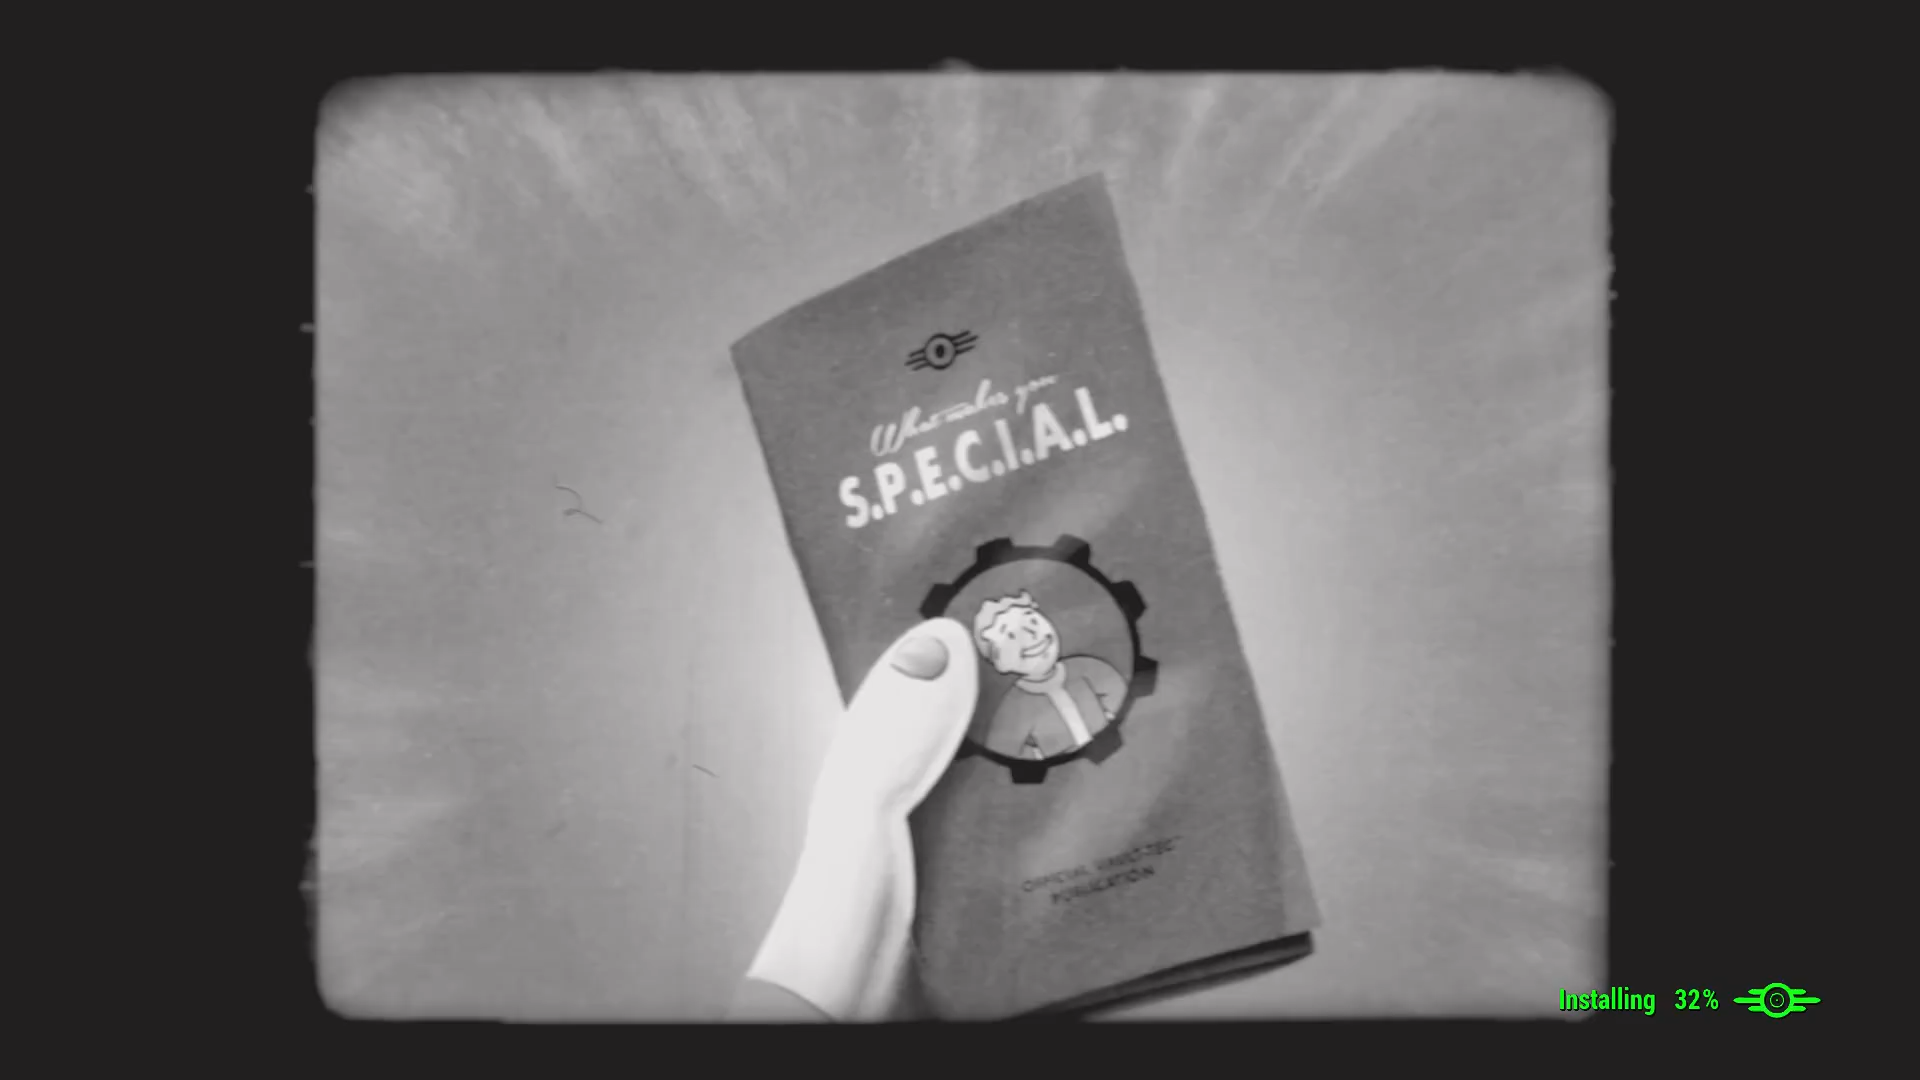 What makes you
S.P.E.C.I.A.L.
OFFICIAL VAULT-TEC
PUBLICATION
Installing 32%